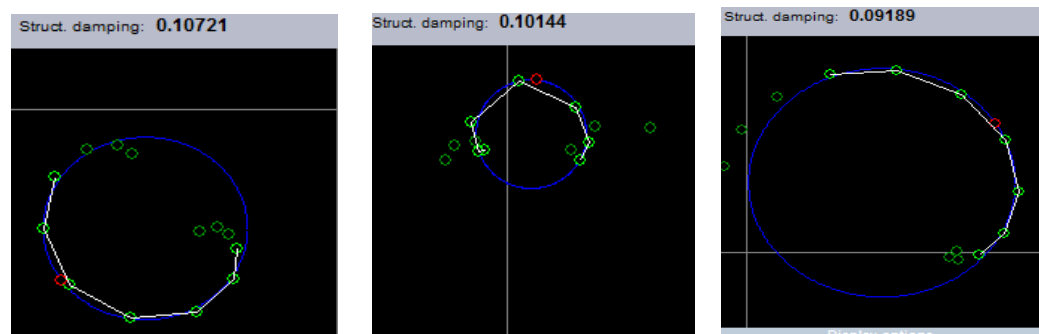 Struct. damping: 0.10721
Struct. damping: 0.10144
Struct. damping: 0.09189